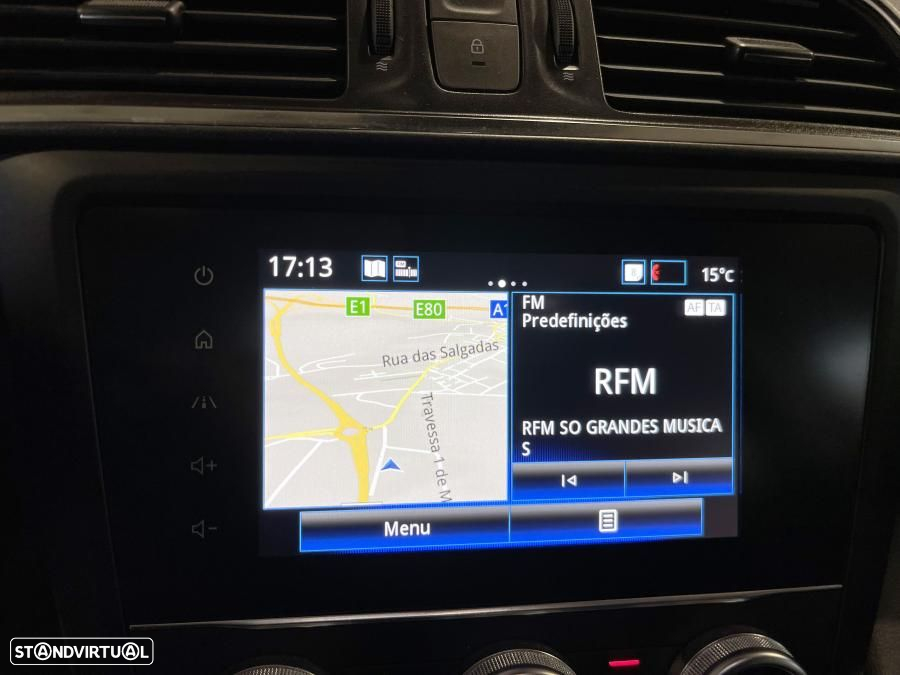 17:13
15°C
E1
E80
A1
Rua das Salgadas
Travessa 1 de M
FM
AF TA
Predefinições
RFM
RFM SO GRANDES MUSICA
S
Menu
STANDVIRTUAL